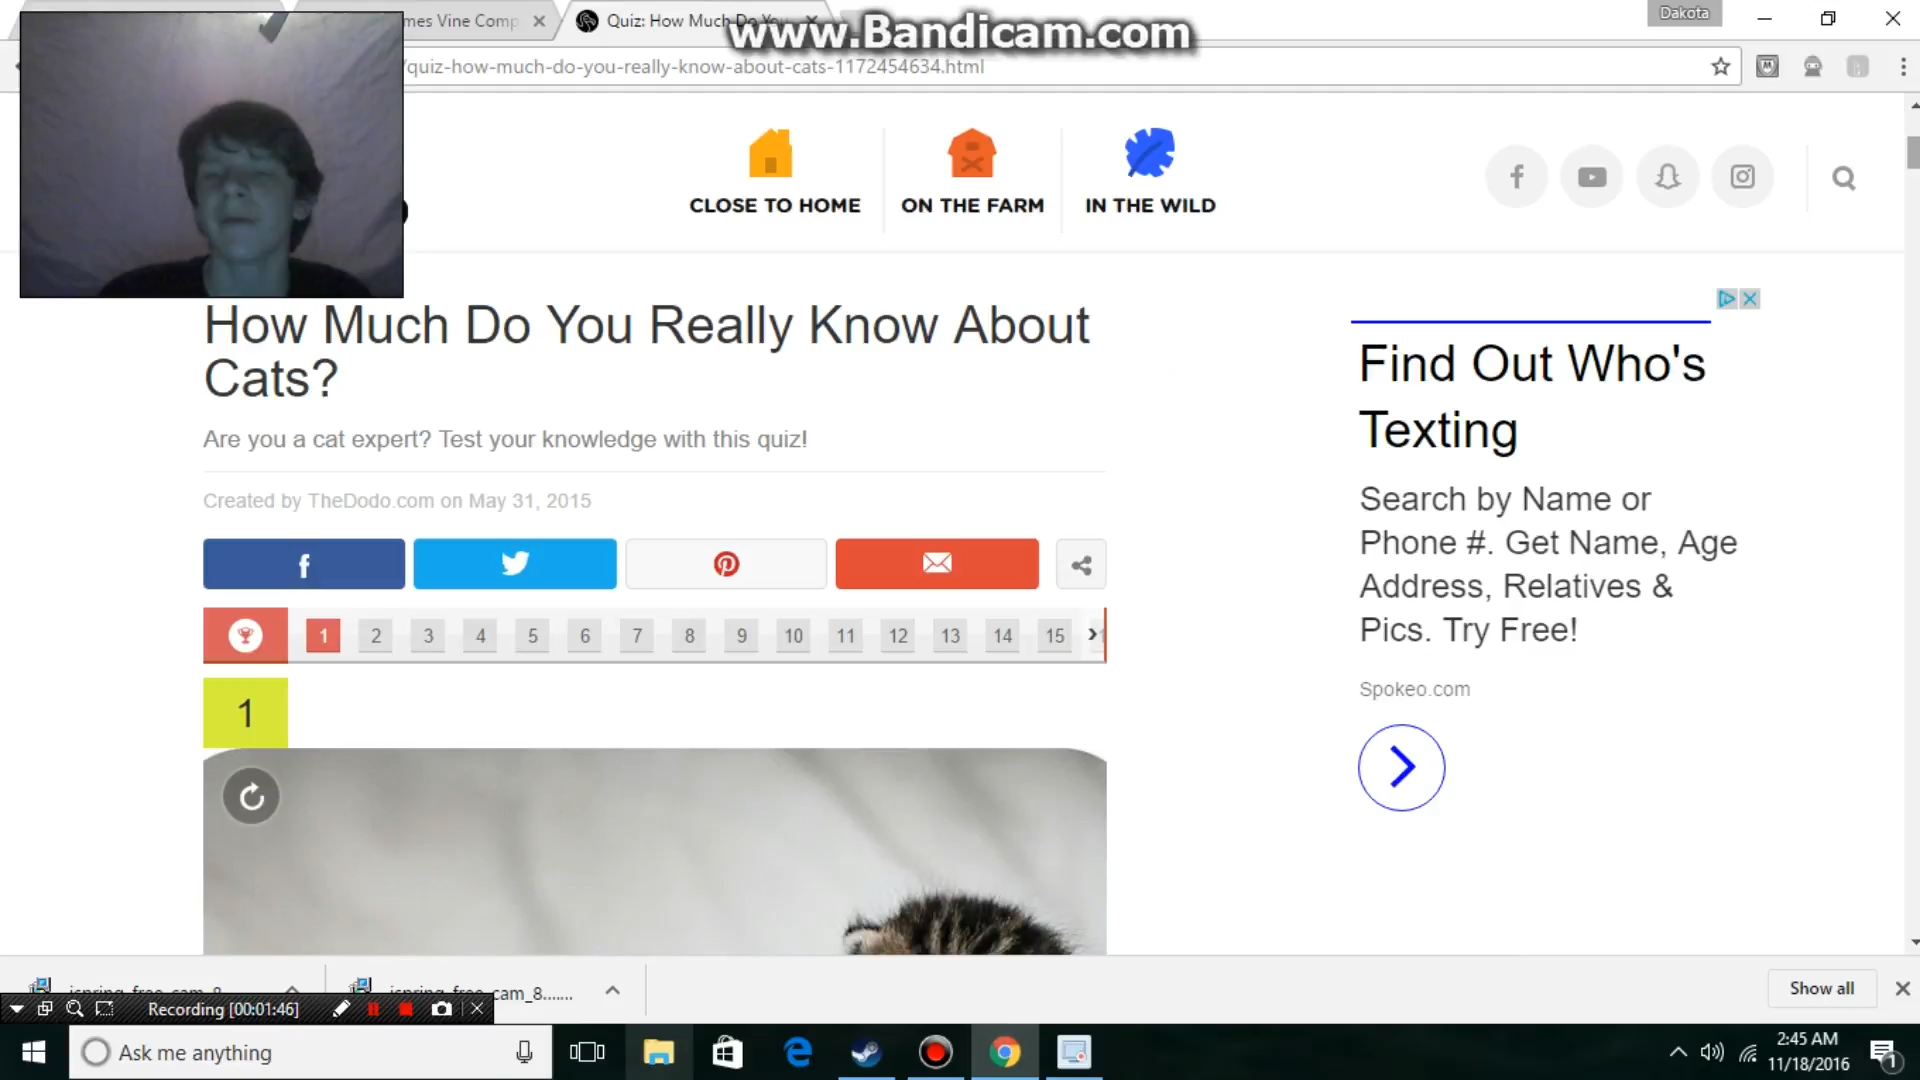 mes Vine Comp
Quiz: How Much Do You
www.Bandicam.com
Dakota
/quiz-how-much-do-you-really-know-about-cats-1172454634.html
CLOSE TO HOME
ON THE FARM
IN THE WILD
How Much Do You Really Know About
Cats?
Are you a cat expert? Test your knowledge with this quiz!
Created by TheDodo.com on May 31, 2015
1 2 3 4 5 6 7 8 9 10 11 12 13 14 15
1
Find Out Who's
Texting
Search by Name or
Phone #. Get Name, Age
Address, Relatives &
Pics. Try Free!
Spokeo.com
ispring_free_cam_8
ispring_free_cam_8.......
Show all
Recording [00:01:46]
Ask me anything
2:45 AM
11/18/2016
1